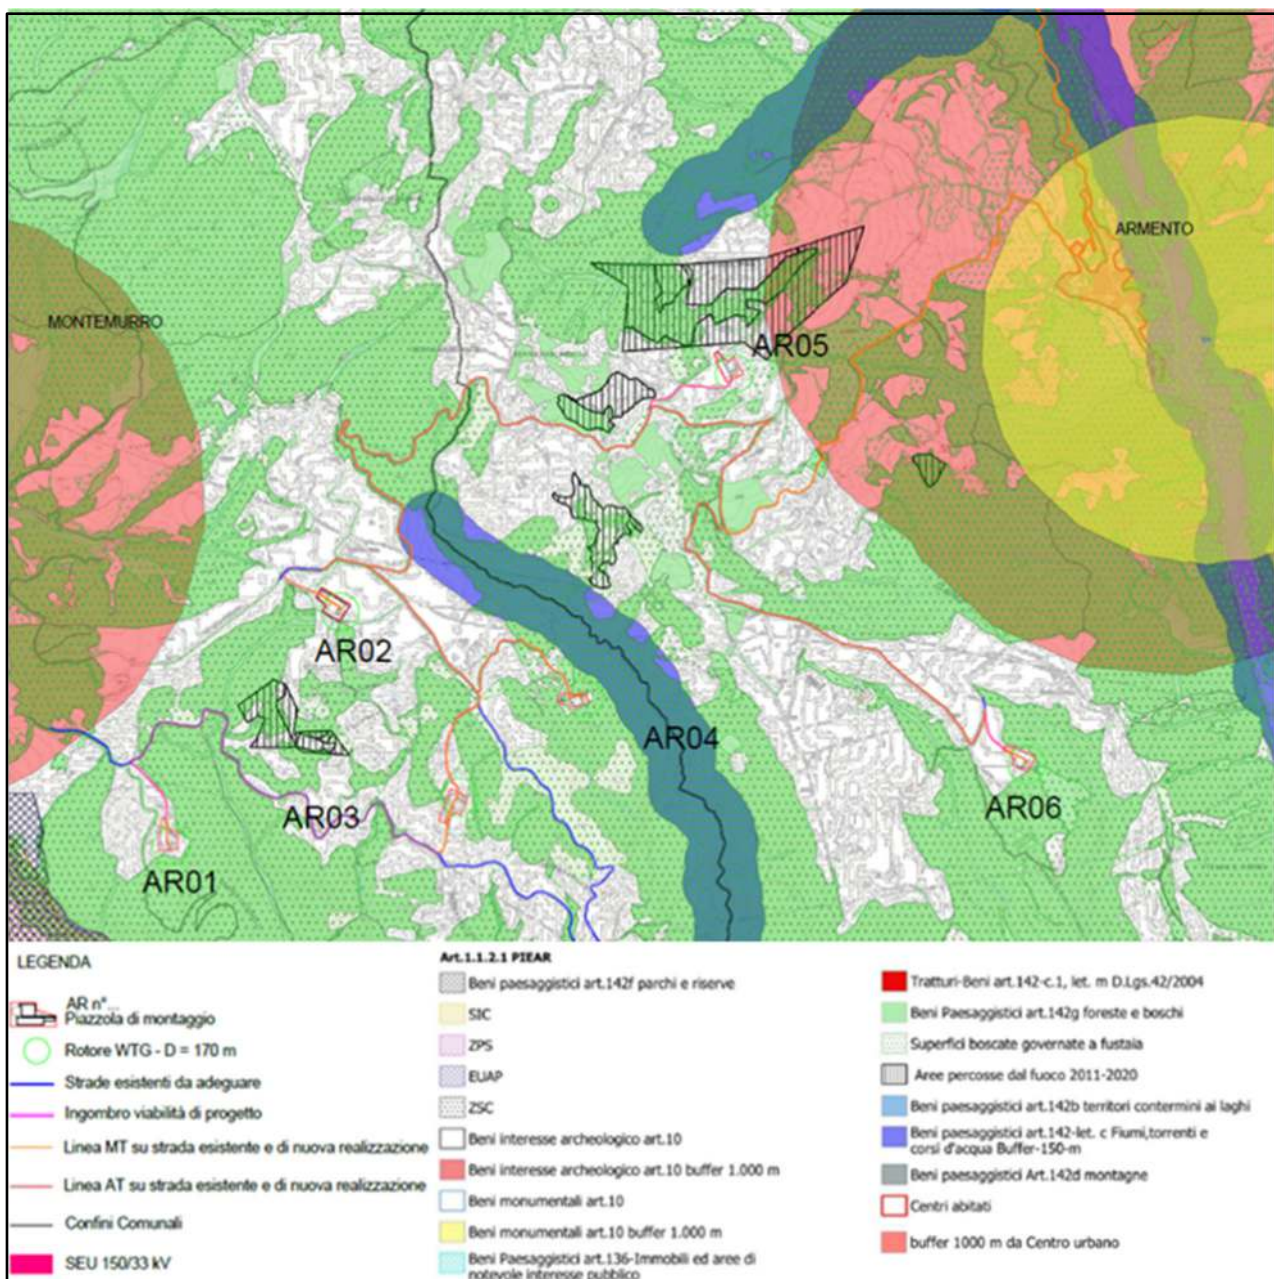 ARMENTO
MONTEMURRO
AR05
AR02
AR04
AR03
AR06
AR01
LEGENDA
AR n°...
Piazzola di montaggio
Rotore WTG - D = 170 m
Strade esistenti da adeguare
Ingombro viabilità di progetto
Linea MT su strada esistente e di nuova realizzazione
Linea AT su strada esistente e di nuova realizzazione
Confini Comunali
SEU 150/33 kV
Art.1.1.2.1 PIEAR
Beni paesaggistici art.142f parchi e riserve
SIC
ZPS
EUAP
ZSC
Beni interesse archeologico art.10
Beni interesse archeologico art.10 buffer 1.000 m
Beni monumentali art.10
Beni monumentali art.10 buffer 1.000 m
Beni Paesaggistici art.136-Immobili ed aree di
notevole interesse pubblico
Tratturi-Beni art.142-c.1, let. m D.Lgs.42/2004
Beni Paesaggistici art.142g foreste e boschi
Superfici boscate governate a fustaia
Aree percosse dal fuoco 2011-2020
Beni paesaggistici art.142b territori contermini ai laghi
Beni paesaggistici art.142-let. c Fiumi,torrenti e
corsi d'acqua Buffer-150-m
Beni paesaggistici Art.142d montagne
Centri abitati
buffer 1000 m da Centro urbano